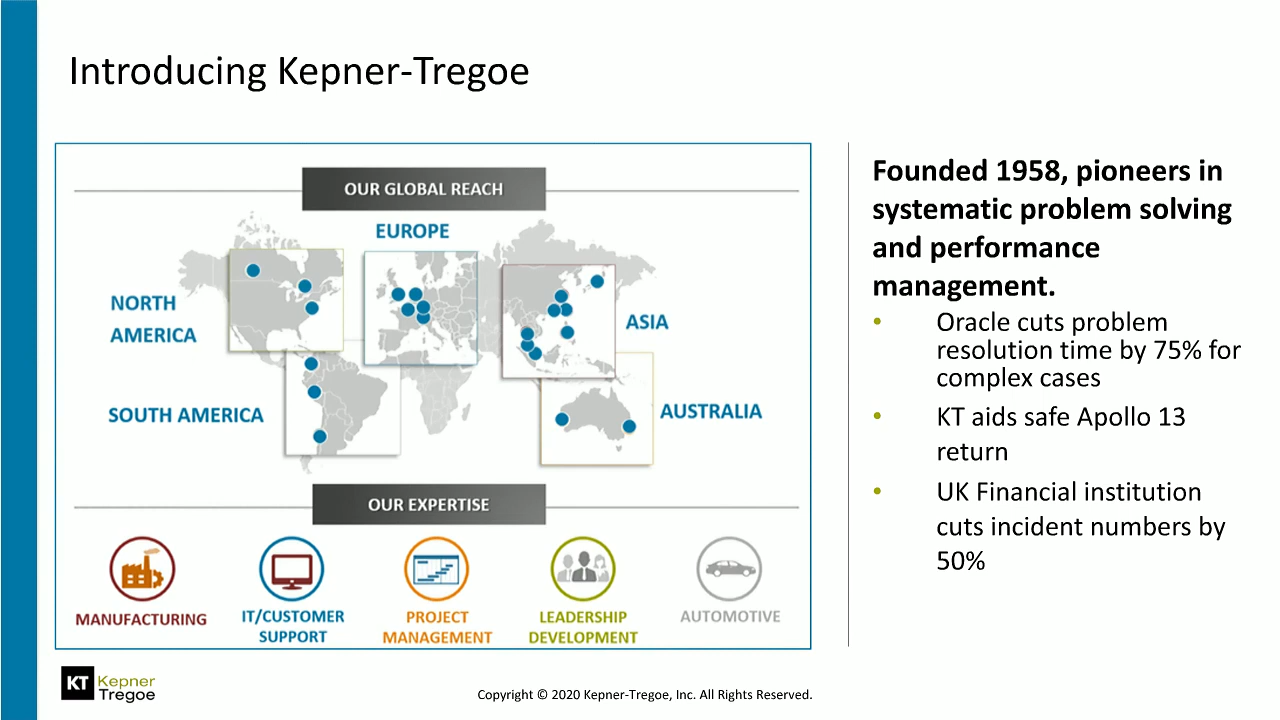 Introducing Kepner-Tregoe
OUR GLOBAL REACH
EUROPE
NORTH
AMERICA
ASIA
SOUTH AMERICA
AUSTRALIA
OUR EXPERTISE
MANUFACTURING
IT/CUSTOMER
SUPPORT
PROJECT
MANAGEMENT
LEADERSHIP
DEVELOPMENT
AUTOMOTIVE
Founded 1958, pioneers in
systematic problem solving
and performance
management.
• Oracle cuts problem
resolution time by 75% for
complex cases
• KT aids safe Apollo 13
return
• UK Financial institution
cuts incident numbers by
50%
KT Kepner
Tregoe
Copyright © 2020 Kepner-Tregoe, Inc. All Rights Reserved.